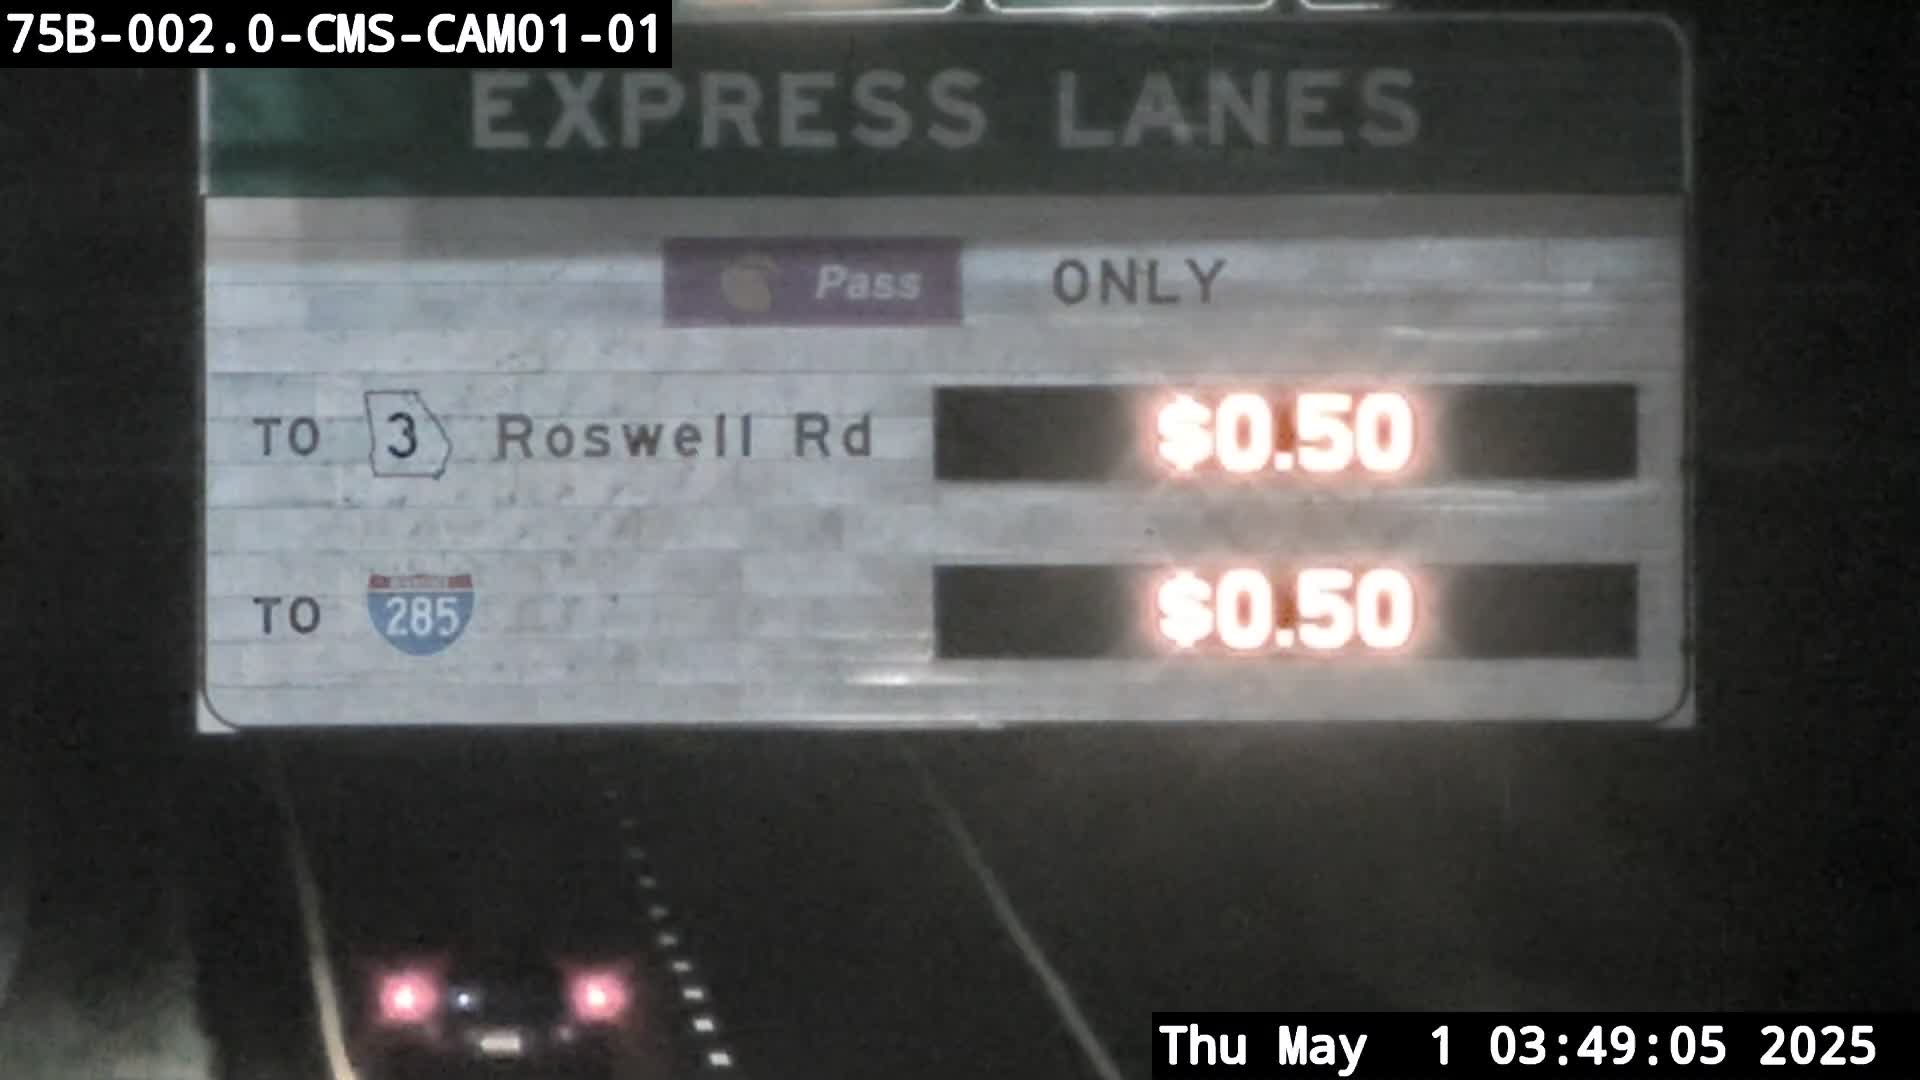 75B-002.0-CMS-CAM01-01
EXPRESS LANES
Pass ONLY
TO 3 Roswell Rd $0.50
TO 285 $0.50
Thu May 1 03:49:05 2025